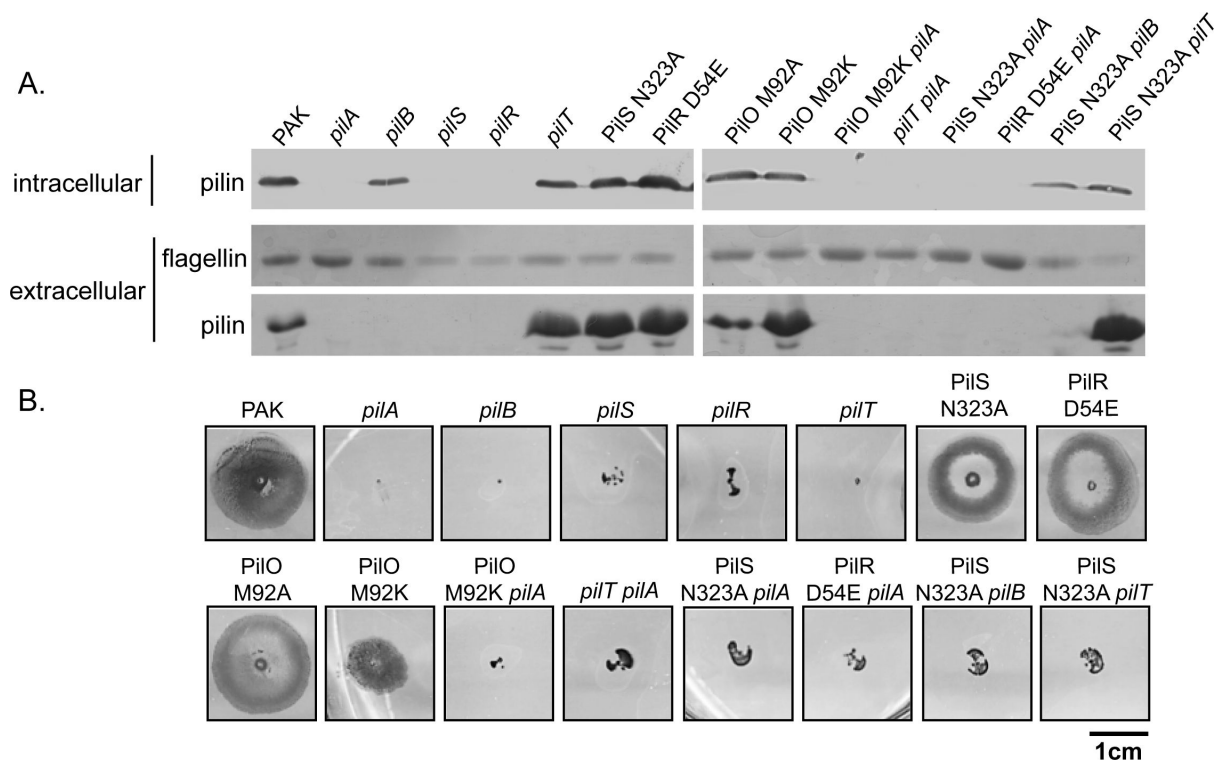 A.
PAK
pilA
pilB
pilS
pilR
pilT
PilS N323A
PilR D54E
PilO M92A
PilO M92K
PilO M92K pilA
pilT pilA
PilS N323A pilA
PilR D54E pilA
PilS N323A pilB
PilS N323A pilT
intracellular
pilin
extracellular
flagellin
pilin
B.
PAK
pilA
pilB
pilS
pilR
pilT
PilS
N323A
PilR
D54E
PilO
M92A
PilO
M92K
PilO
M92K pilA
pilT pilA
PilS
N323A pilA
PilR
D54E pilA
PilS
N323A pilB
PilS
N323A pilT
1cm